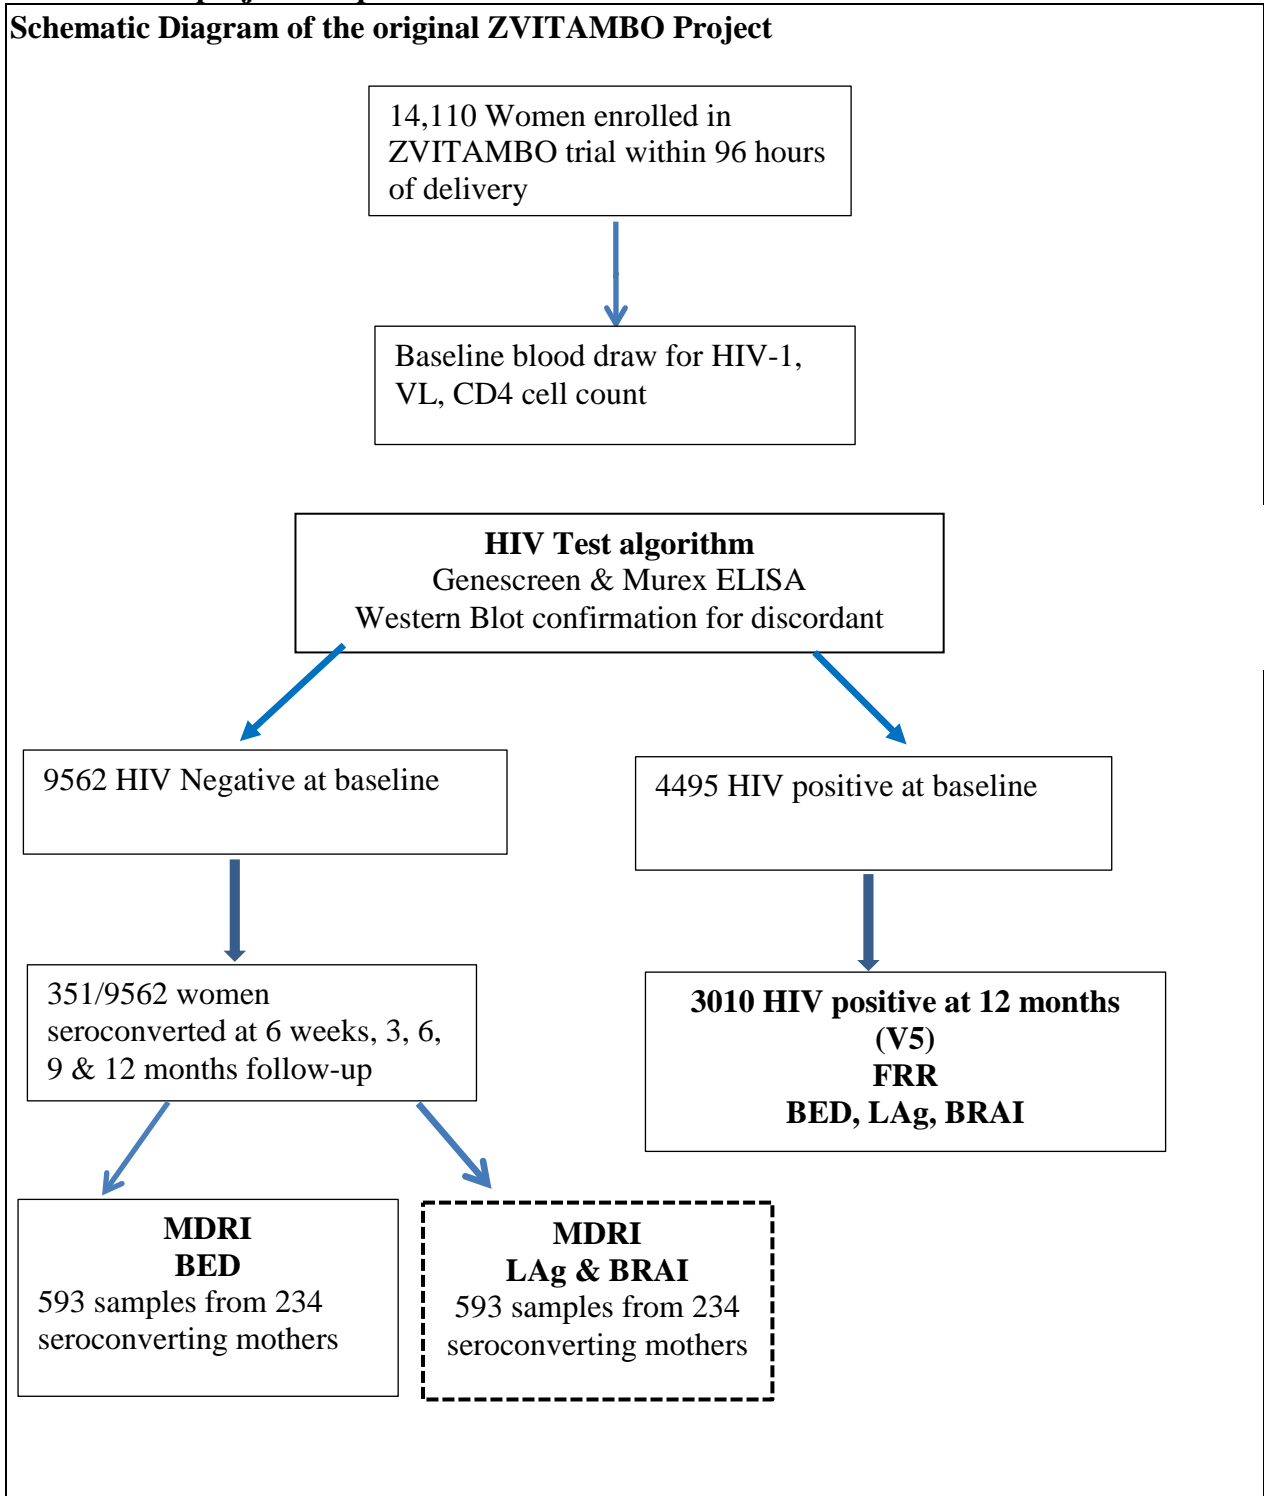 Schematic Diagram of the original ZVITAMBO Project
14,110 Women enrolled in
ZVITAMBO trial within 96 hours
of delivery
Baseline blood draw for HIV-1,
VL, CD4 cell count
HIV Test algorithm
Genescreen & Murex ELISA
Western Blot confirmation for discordant
9562 HIV Negative at baseline
4495 HIV positive at baseline
351/9562 women
seroconverted at 6 weeks, 3, 6,
9 & 12 months follow-up
3010 HIV positive at 12 months
(V5)
FRR
BED, LAg, BRAI
MDRI
BED
593 samples from 234
seroconverting mothers
MDRI
LAg & BRAI
593 samples from 234
seroconverting mothers